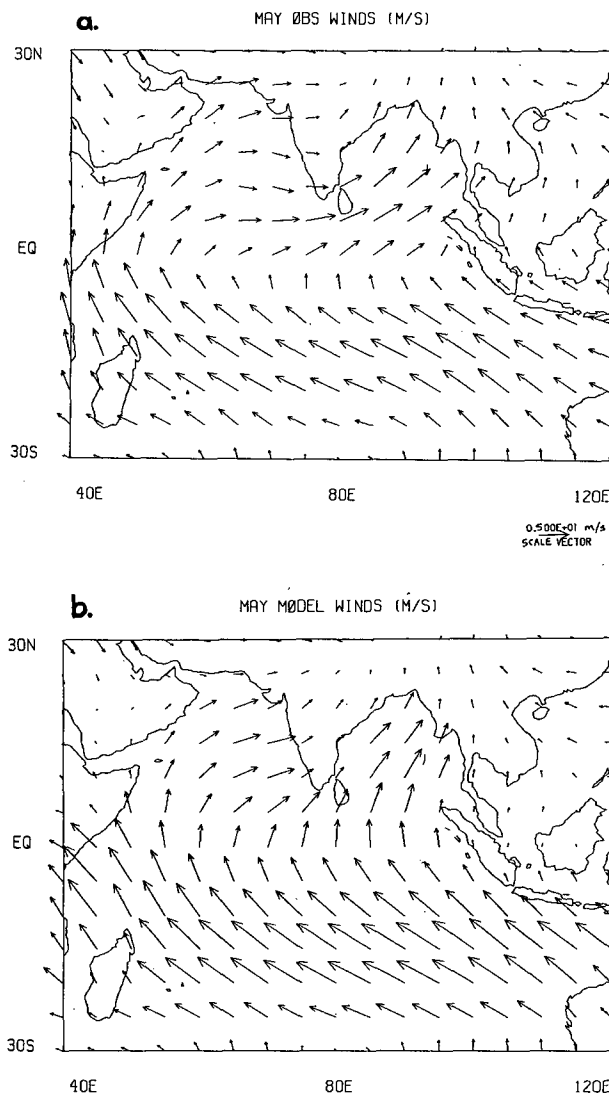 a.
MAY ØBS WINDS (M/S)
30N
EQ
30S
40E 80E 120E
0.500E+01 m/s
SCALE VECTOR
b.
MAY MØDEL WINDS (M/S)
30N
EQ
30S
40E 80E 120E